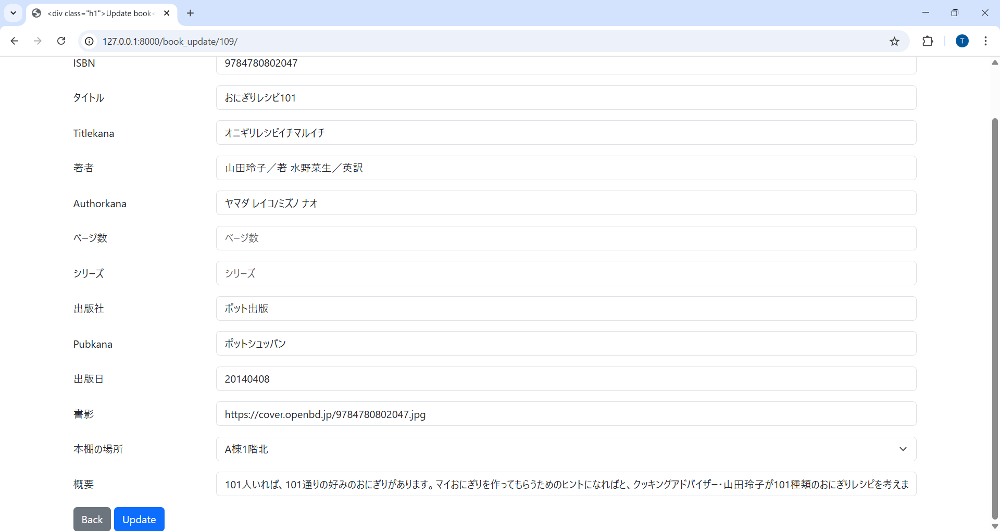 <div class="h1">Update book<
127.0.0.1:8000/book_update/109/
T
ISBN
9784780802047
タイトル
おにぎりレシピ101
Titlekana
オニギリレシピイチマルイチ
著者
山田玲子／著 水野菜生／英訳
Authorkana
ヤマダ レイコ/ミズノ ナオ
ページ数
ページ数
シリーズ
シリーズ
出版社
ポット出版
Pubkana
ポットシュッパン
出版日
20140408
書影
https://cover.openbd.jp/9784780802047.jpg
本棚の場所
A棟1階北
概要
101人いれば、101通りの好みのおにぎりがあります。マイおにぎりを作ってもらうためのヒントになればと、クッキングアドバイザー・山田玲子が101種類のおにぎりレシピを考えま
Back
Update